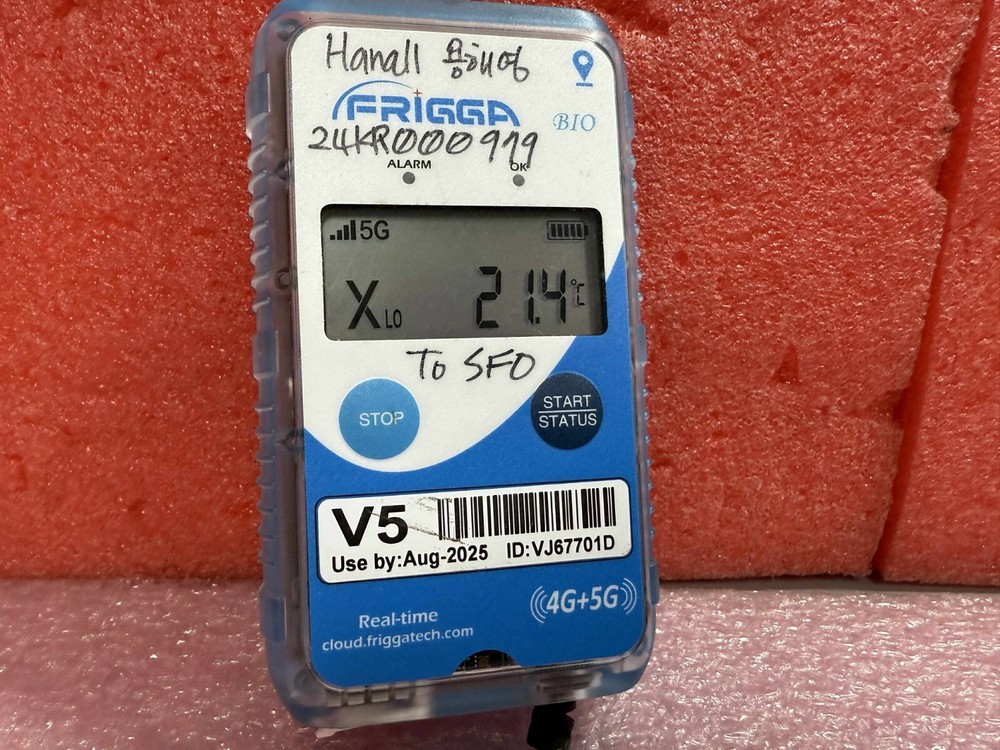 Hanall 용해영
FRIGGA
BIO
24KR000979
ALARM
OK
5G
X LO 21.4 °C
To SFO
STOP
START
STATUS
V5
Use by:Aug-2025 ID:VJ67701D
Real-time
cloud.friggatech.com
4G+5G